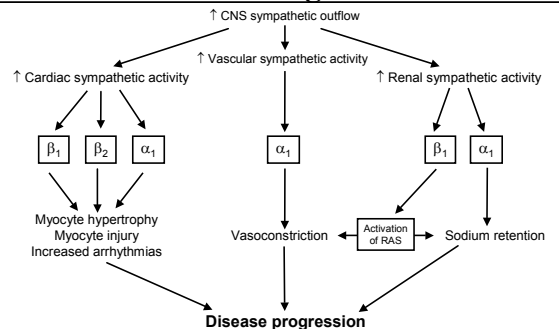 ↑ CNS sympathetic outflow
↑ Cardiac sympathetic activity
↑ Vascular sympathetic activity
↑ Renal sympathetic activity
β1
β2
α1
α1
β1
α1
Myocyte hypertrophy
Myocyte injury
Increased arrhythmias
Vasoconstriction
Activation
of RAS
Sodium retention
Disease progression